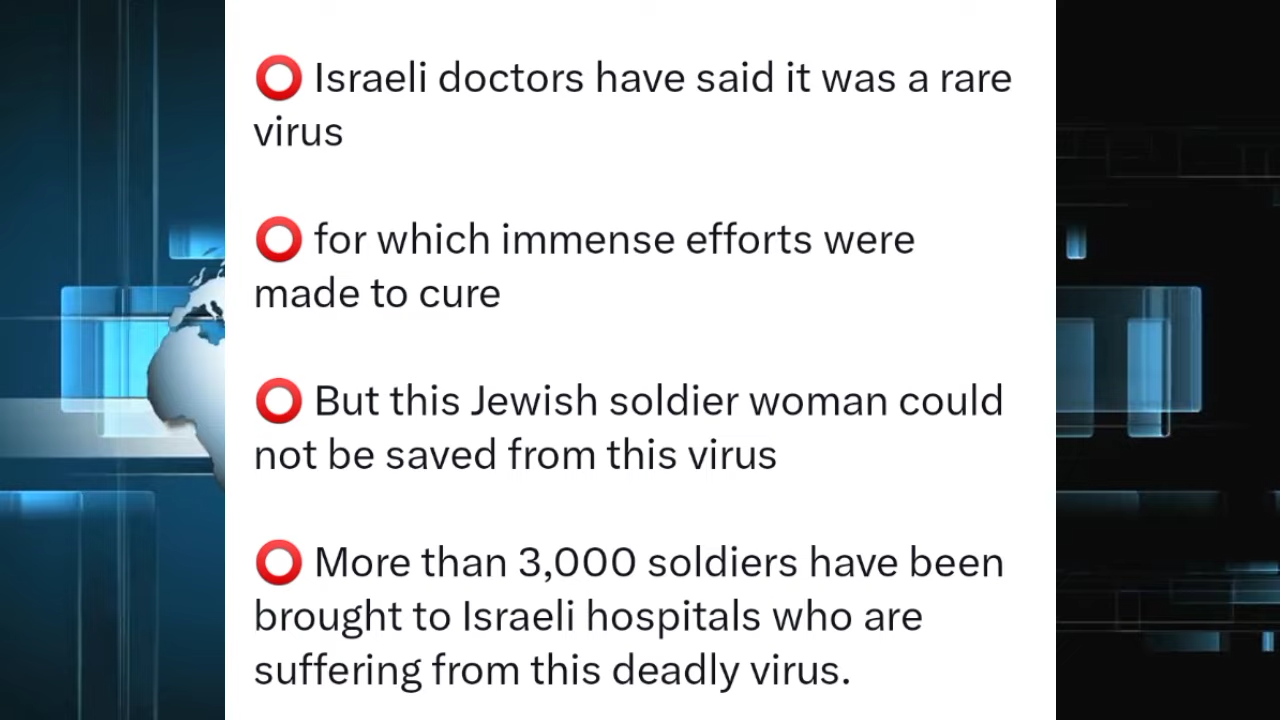 ⭕ Israeli doctors have said it was a rare
virus
⭕ for which immense efforts were
made to cure
⭕ But this Jewish soldier woman could
not be saved from this virus
⭕ More than 3,000 soldiers have been
brought to Israeli hospitals who are
suffering from this deadly virus.